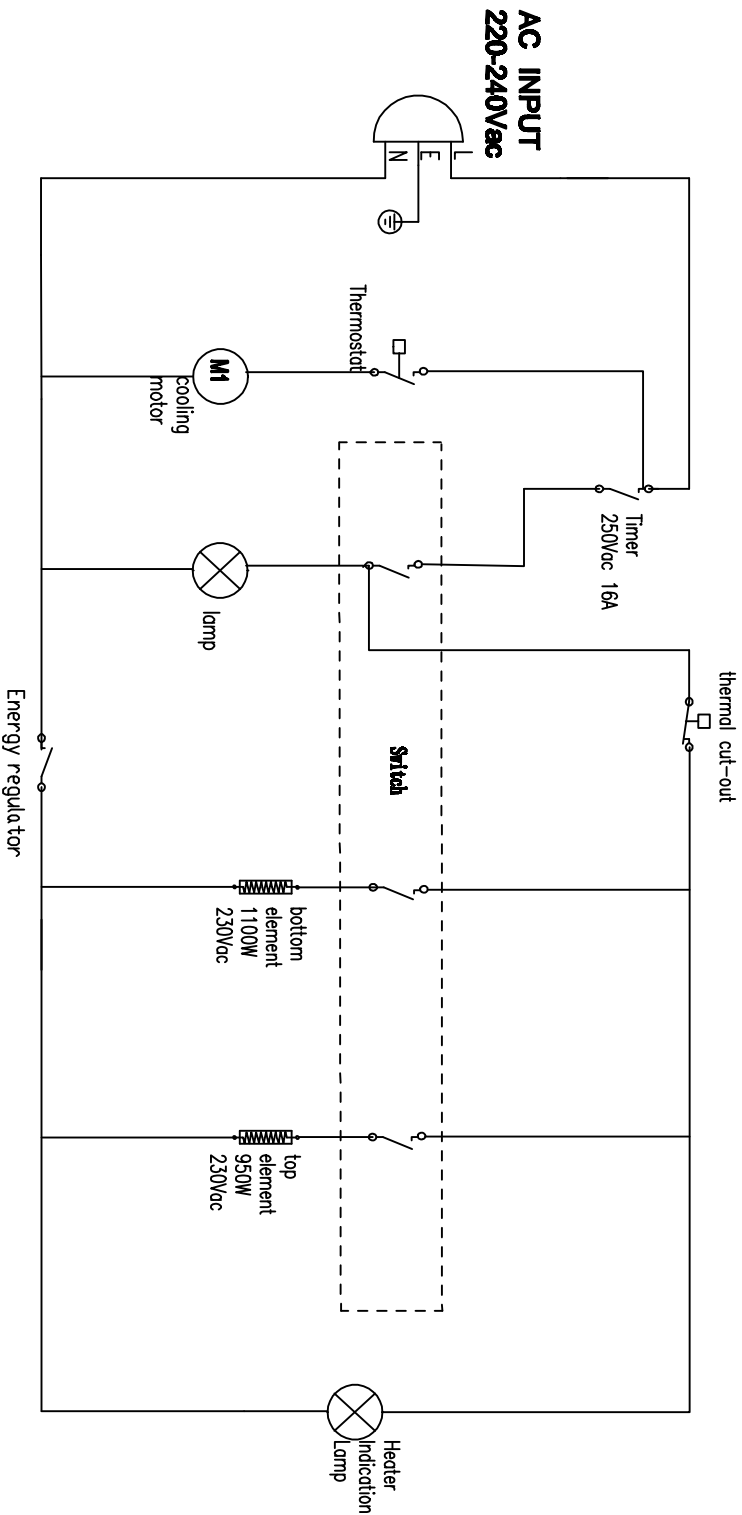 AC INPUT
220-240Vac
L
E
N
Thermostat
M1
cooling
motor
Timer
250Vac 16A
lamp
thermal cut-out
Switch
Energy regulator
bottom
element
1100W
230Vac
top
element
950W
230Vac
Heater
Indication
Lamp